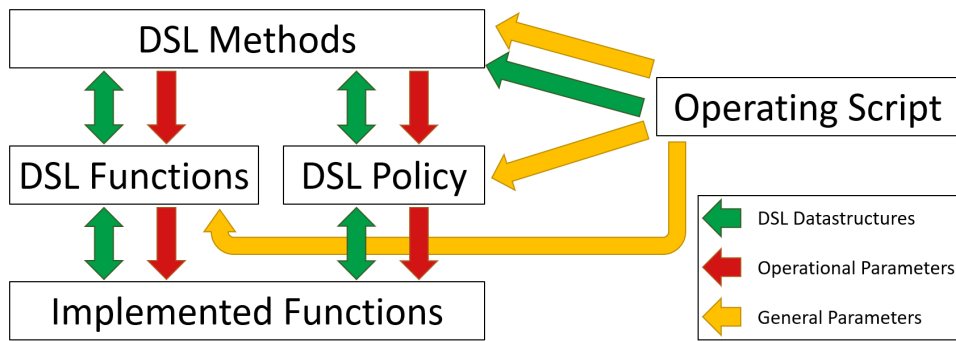 DSL Methods
Operating Script
DSL Functions
DSL Policy
DSL Datastructures
Operational Parameters
General Parameters
Implemented Functions